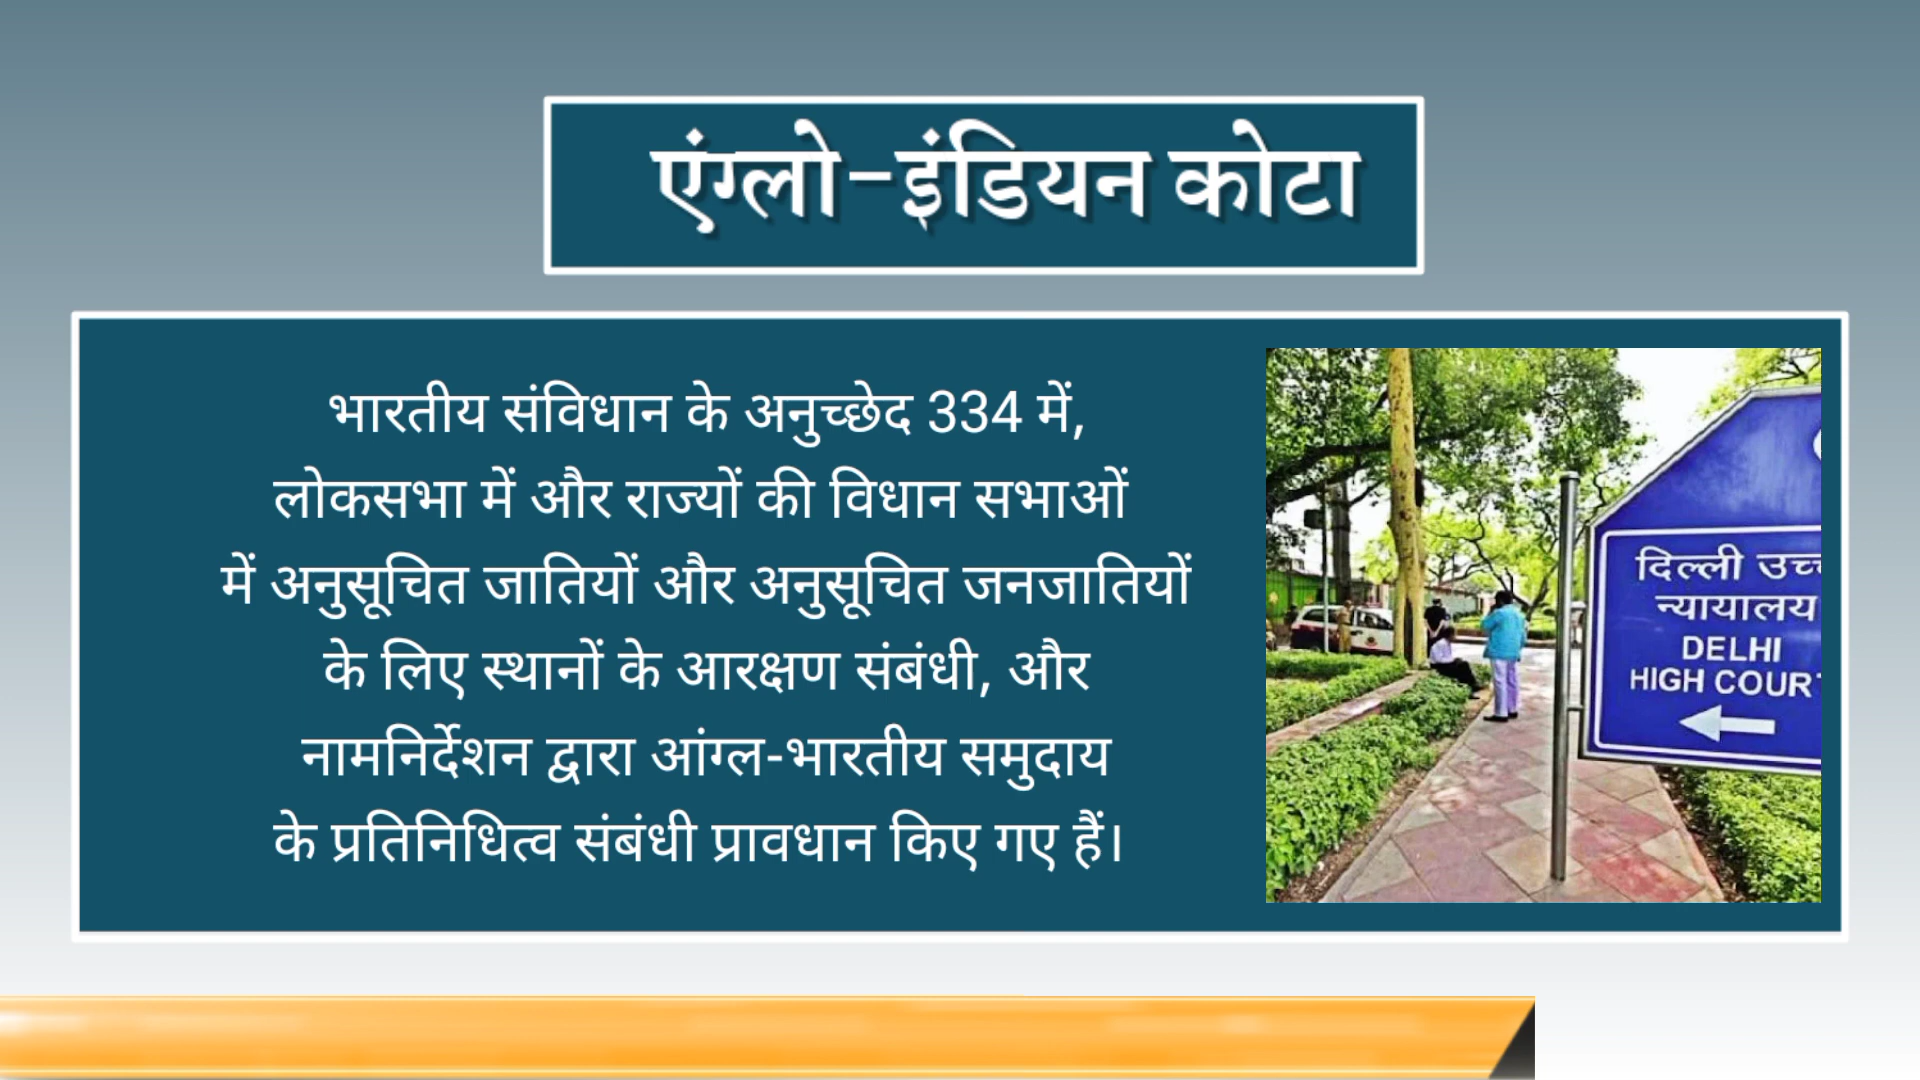 एंग्लो-इंडियन कोटा
भारतीय संविधान के अनुच्छेद 334 में,
लोकसभा में और राज्यों की विधान सभाओं
में अनुसूचित जातियों और अनुसूचित जनजातियों
के लिए स्थानों के आरक्षण संबंधी, और
नामनिर्देशन द्वारा आंग्ल-भारतीय समुदाय
के प्रतिनिधित्व संबंधी प्रावधान किए गए हैं।
दिल्ली
न्यायालय
DELHI
HIGH